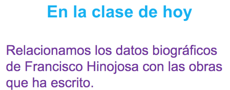 En la clase de hoy
Relacionamos los datos biográficos
de Francisco Hinojosa con las obras
que ha escrito.